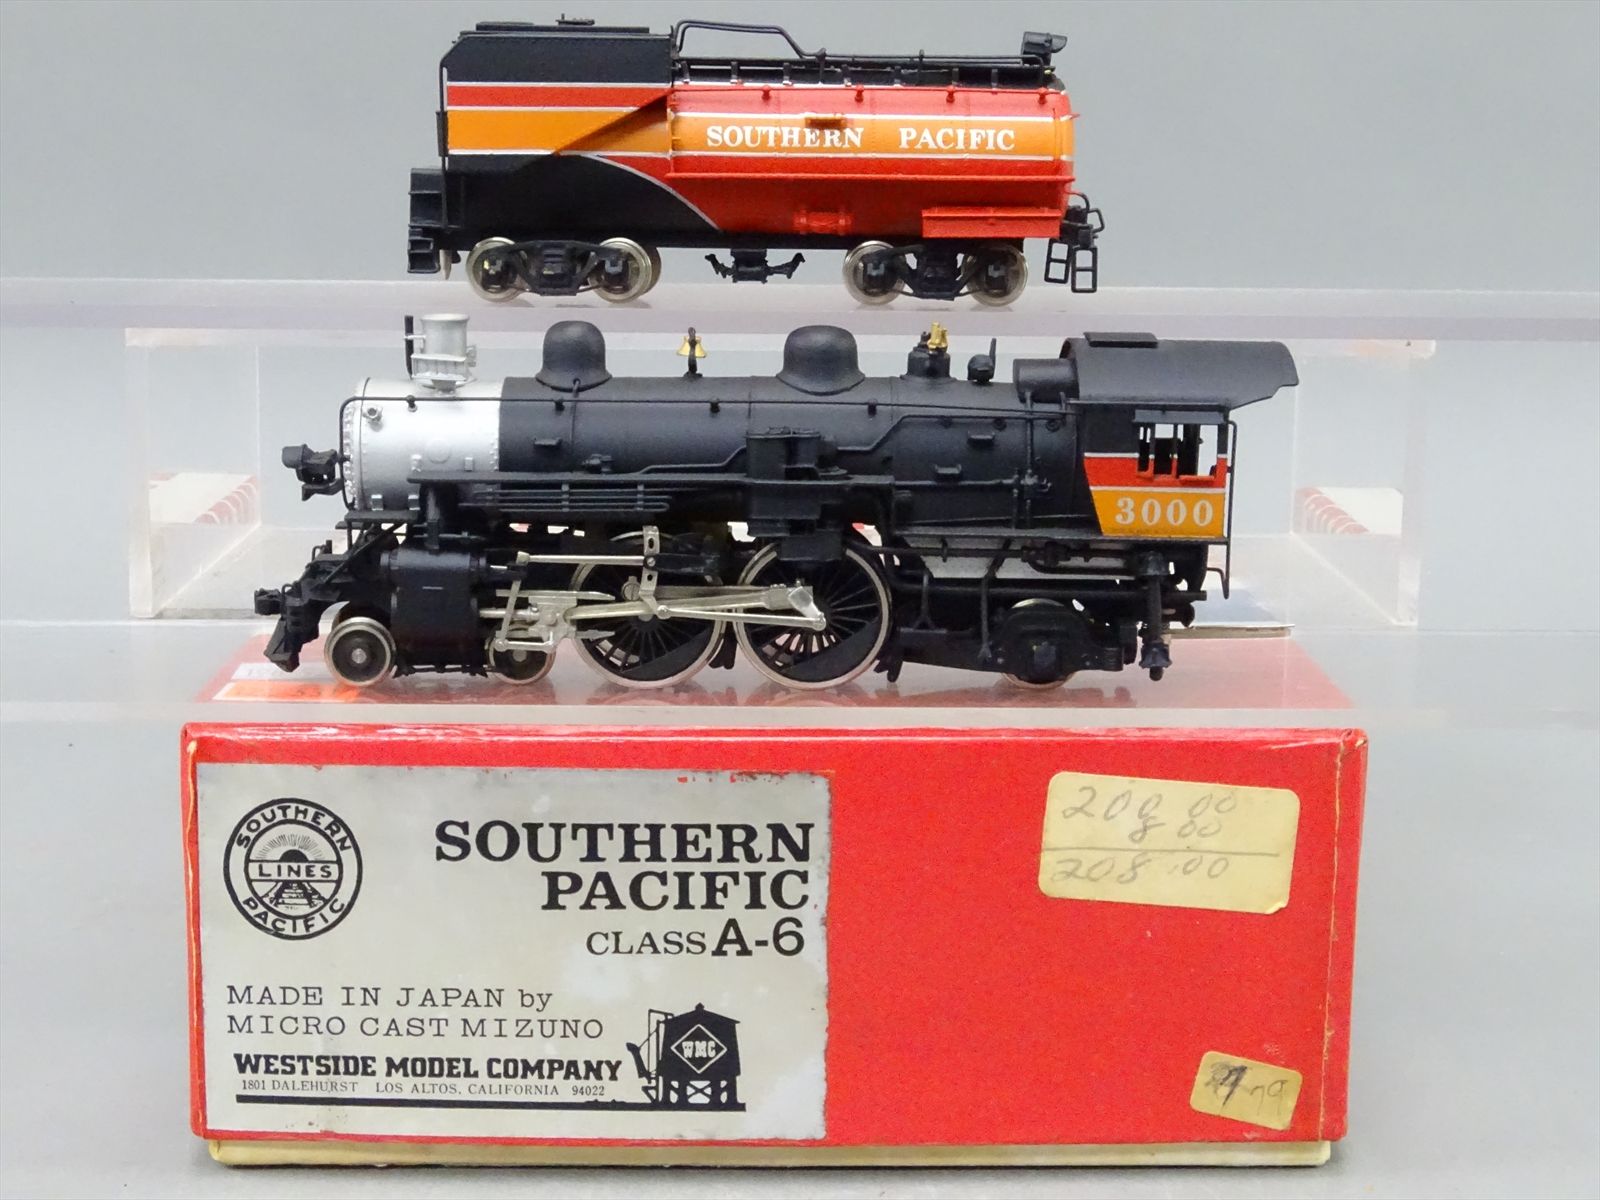 SOUTHERN PACIFIC
3000
SOUTHERN
LINES
PACIFIC
SOUTHERN
PACIFIC
CLASS A-6
MADE IN JAPAN by
MICRO CAST MIZUNO
WESTSIDE MODEL COMPANY
1801 DALEHURST LOS ALTOS, CALIFORNIA 94022
WMC
200.00
8 00
208.00